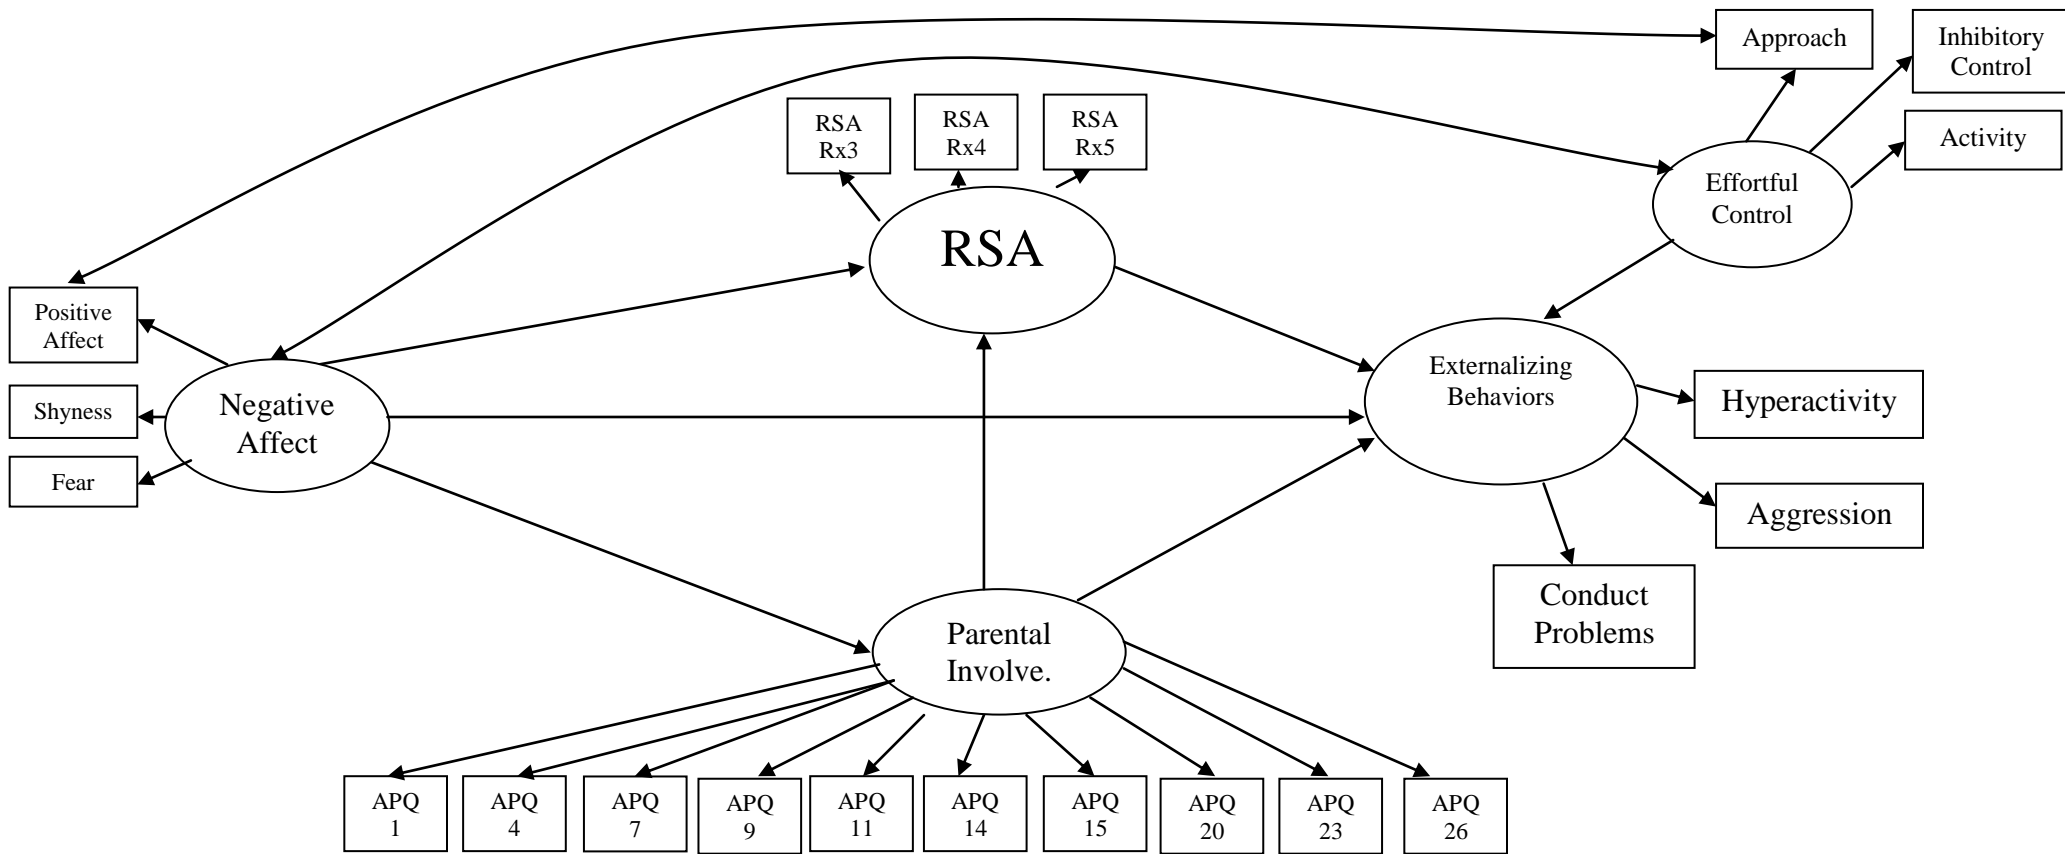 Approach
Inhibitory
Control
RSA
Rx3
RSA
Rx4
RSA
Rx5
Activity
Effortful
Control
RSA
Positive
Affect
Externalizing
Behaviors
Hyperactivity
Shyness
Negative
Affect
Fear
Aggression
Conduct
Problems
Parental
Involve.
APQ
1
APQ
4
APQ
7
APQ
9
APQ
11
APQ
14
APQ
15
APQ
20
APQ
23
APQ
26